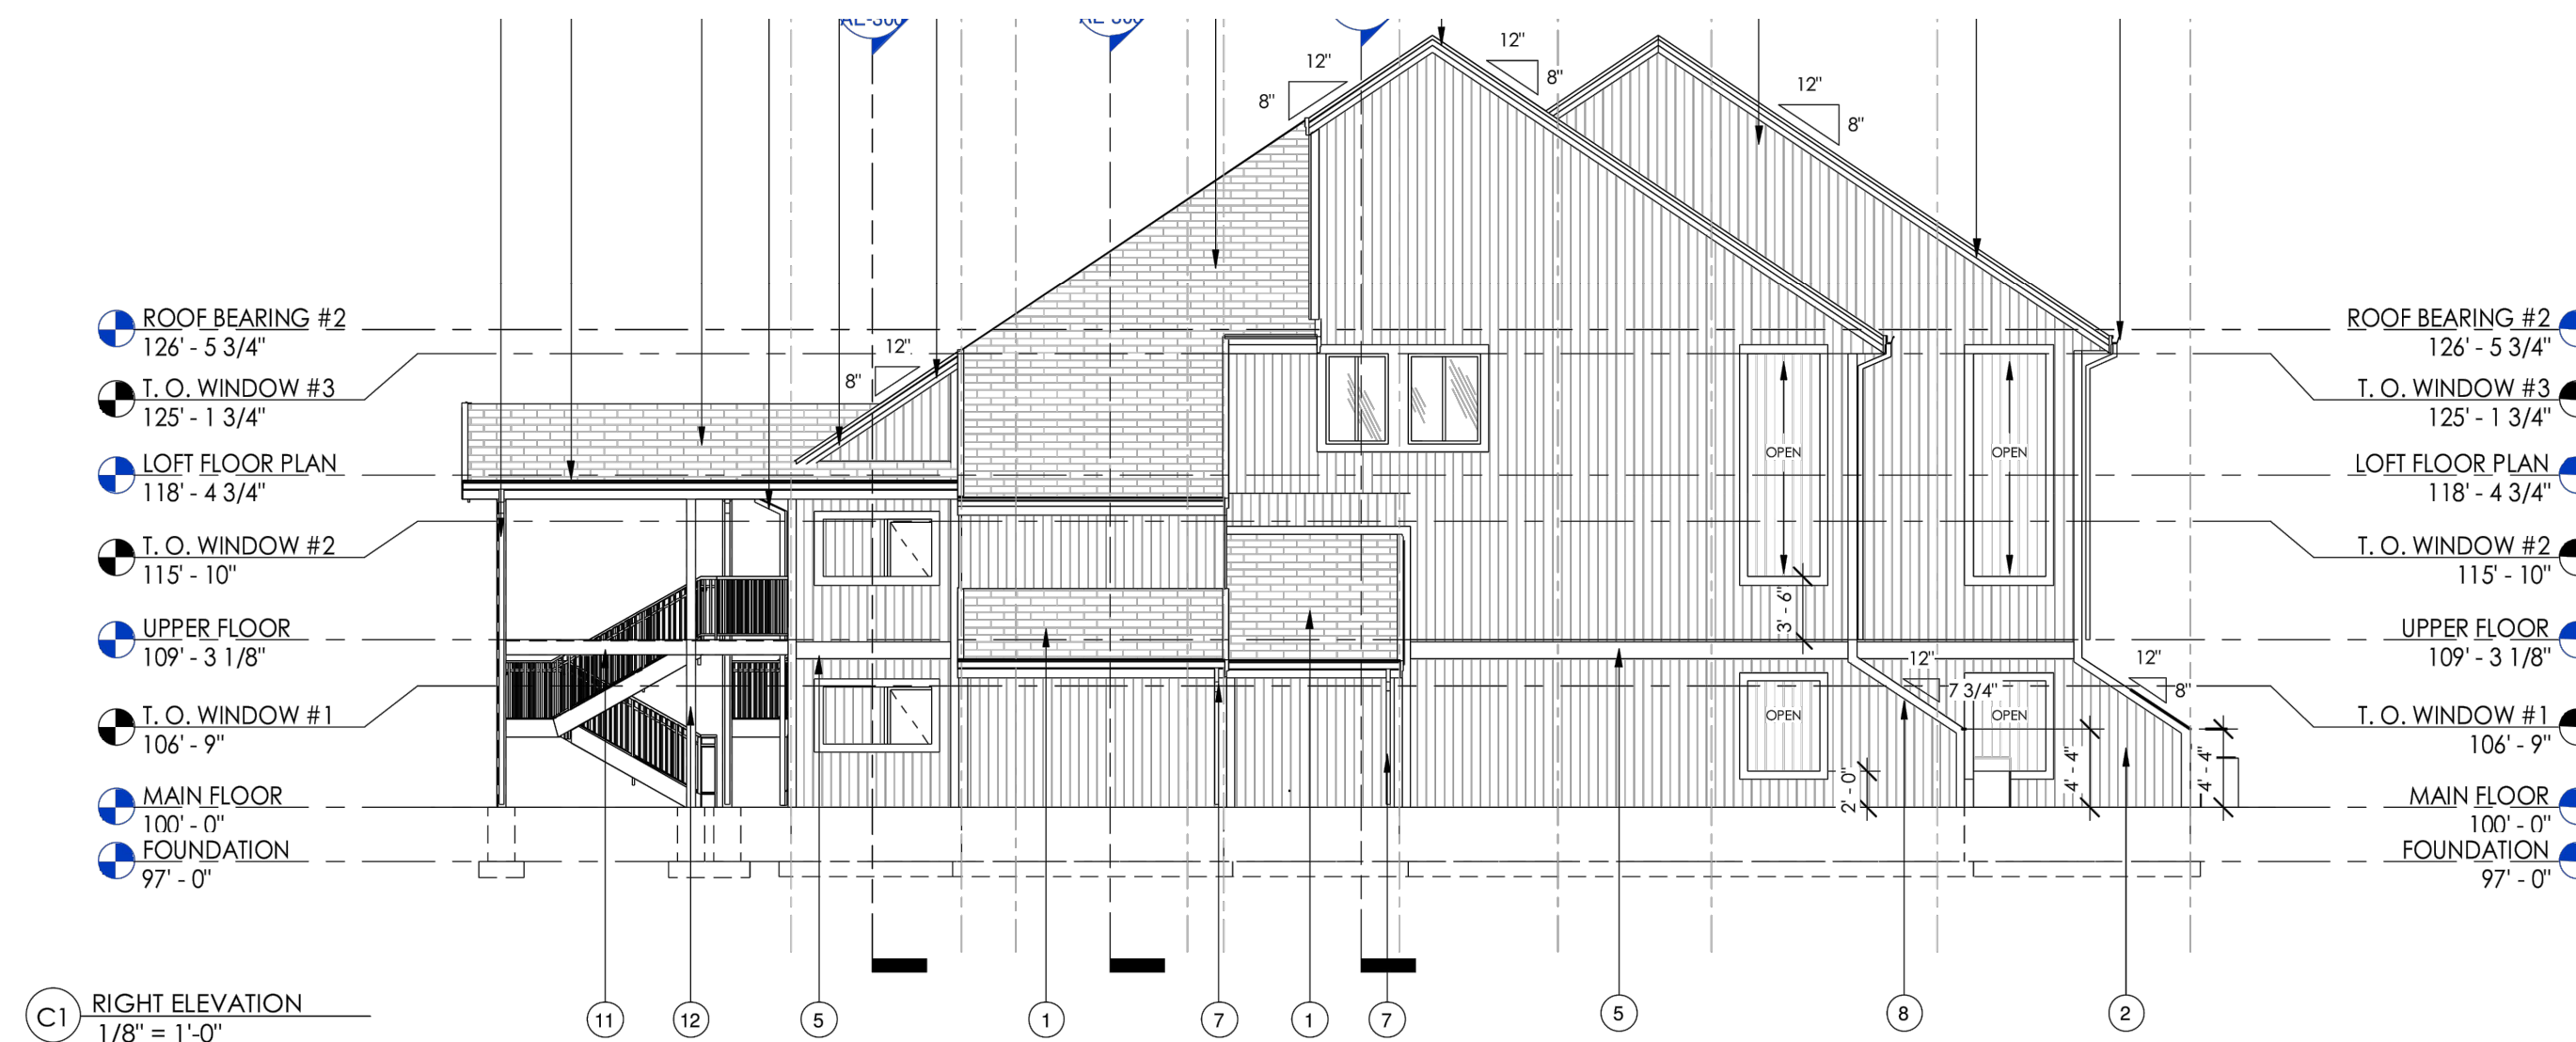 AE-300
AE-300
12"
8"
12"
8"
12"
8"
12"
8"
ROOF BEARING #2
126' - 5 3/4"
T. O. WINDOW #3
125' - 1 3/4"
LOFT FLOOR PLAN
118' - 4 3/4"
T. O. WINDOW #2
115' - 10"
UPPER FLOOR
109' - 3 1/8"
T. O. WINDOW #1
106' - 9"
MAIN FLOOR
100' - 0"
FOUNDATION
97' - 0"
OPEN
OPEN
3' - 6"
12"
7 3/4"
12"
8"
OPEN
OPEN
2' - 0"
4' - 4"
4' - 4"
ROOF BEARING #2
126' - 5 3/4"
T. O. WINDOW #3
125' - 1 3/4"
LOFT FLOOR PLAN
118' - 4 3/4"
T. O. WINDOW #2
115' - 10"
UPPER FLOOR
109' - 3 1/8"
T. O. WINDOW #1
106' - 9"
MAIN FLOOR
100' - 0"
FOUNDATION
97' - 0"
11
12
5
1
7
1
7
5
8
2
C1
RIGHT ELEVATION
1/8" = 1'-0"